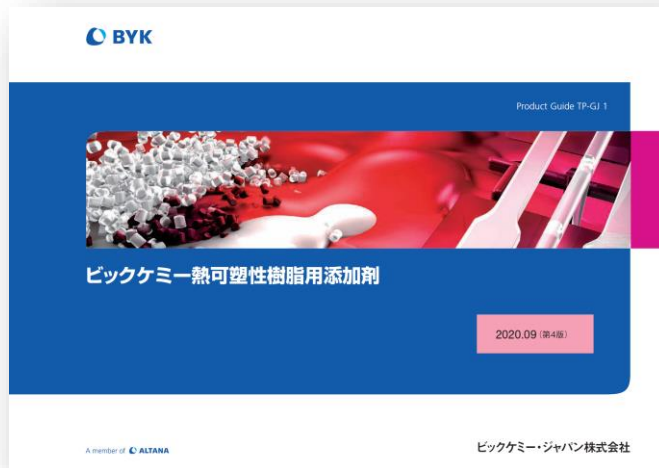 BYK
Product Guide TP-GJ 1
ビックケミー熱可塑性樹脂用添加剤
2020.09（第4版）
A member of ALTANA
ビックケミー・ジャパン株式会社